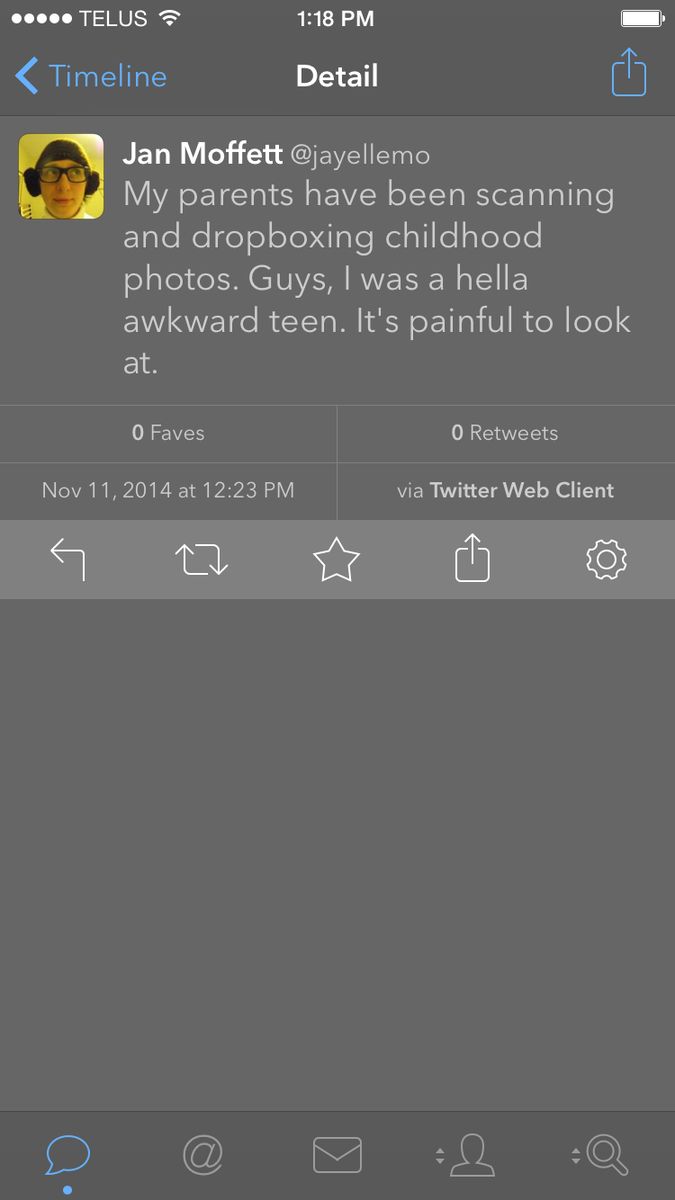 TELUS 1:18 PM
Timeline Detail
Jan Moffett @jayellemo
My parents have been scanning
and dropboxing childhood
photos. Guys, I was a hella
awkward teen. It's painful to look
at.
0 Faves 0 Retweets
Nov 11, 2014 at 12:23 PM via Twitter Web Client
@